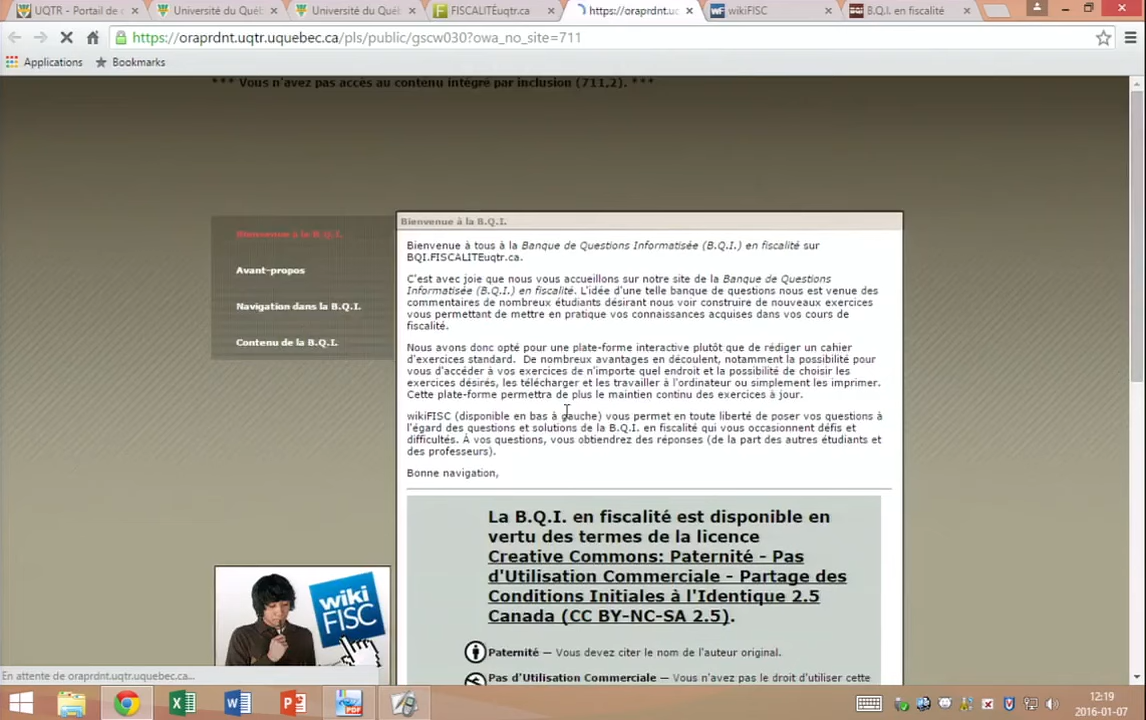 UQTR - Portail de c
Université du Québ
Université du Québ
FISCALITÉuqtr.ca
https://oraprdnt.uqtr.u
wikiFISC
B.Q.I. en fiscalité
https://oraprdnt.uqtr.uquebec.ca/pls/public/gscw030?owa_no_site=711
Applications
Bookmarks
*** Vous n'avez pas accès au contenu intégré par inclusion (711,2). ***
Bienvenue à la B.Q.I.
Avant-propos
Navigation dans la B.Q.I.
Contenu de la B.Q.I.
Bienvenue à la B.Q.I.
Bienvenue à tous à la Banque de Questions Informatisée (B.Q.I.) en fiscalité sur
BQI.FISCALITEuqtr.ca.
C'est avec joie que nous vous accueillons sur notre site de la Banque de Questions
Informatisée (B.Q.I.) en fiscalité. L'idée d'une telle banque de questions nous est venue des
commentaires de nombreux étudiants désirant nous voir construire de nouveaux exercices
vous permettant de mettre en pratique vos connaissances acquises dans vos cours de
fiscalité.
Nous avons donc opté pour une plate-forme interactive plutôt que de rédiger un cahier
d'exercices standard. De nombreux avantages en découlent, notamment la possibilité pour
vous d'accéder à vos exercices de n'importe quel endroit et la possibilité de choisir les
exercices désirés, les télécharger et les travailler à l'ordinateur ou simplement les imprimer.
Cette plate-forme permettra de plus le maintien continu des exercices à jour.
wikiFISC (disponible en bas à gauche) vous permet en toute liberté de poser vos questions à
l'égard des questions et solutions de la B.Q.I. en fiscalité qui vous occasionnent défis et
difficultés. À vos questions, vous obtiendrez des réponses (de la part des autres étudiants et
des professeurs).
Bonne navigation,
La B.Q.I. en fiscalité est disponible en
vertu des termes de la licence
Creative Commons: Paternité - Pas
d'Utilisation Commerciale - Partage des
Conditions Initiales à l'Identique 2.5
Canada (CC BY-NC-SA 2.5).
Paternité — Vous devez citer le nom de l'auteur original.
Pas d'Utilisation Commerciale — Vous n'avez pas le droit d'utiliser cette
wiki
FISC
En attente de oraprdnt.uqtr.uquebec.ca...
12:19
2016-01-07